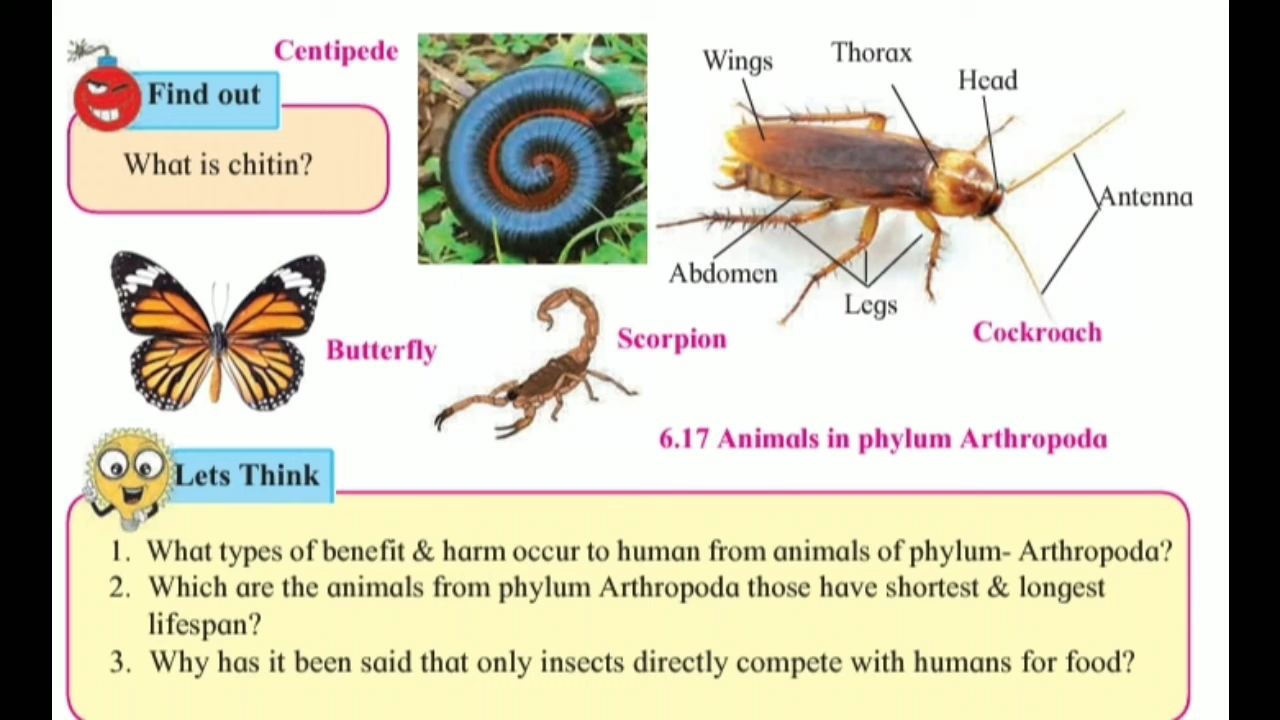 Centipede
Find out
What is chitin?
Wings
Thorax
Head
Antenna
Abdomen
Legs
Cockroach
Butterfly
Scorpion
6.17 Animals in phylum Arthropoda
Lets Think
1. What types of benefit & harm occur to human from animals of phylum- Arthropoda?
2. Which are the animals from phylum Arthropoda those have shortest & longest
lifespan?
3. Why has it been said that only insects directly compete with humans for food?